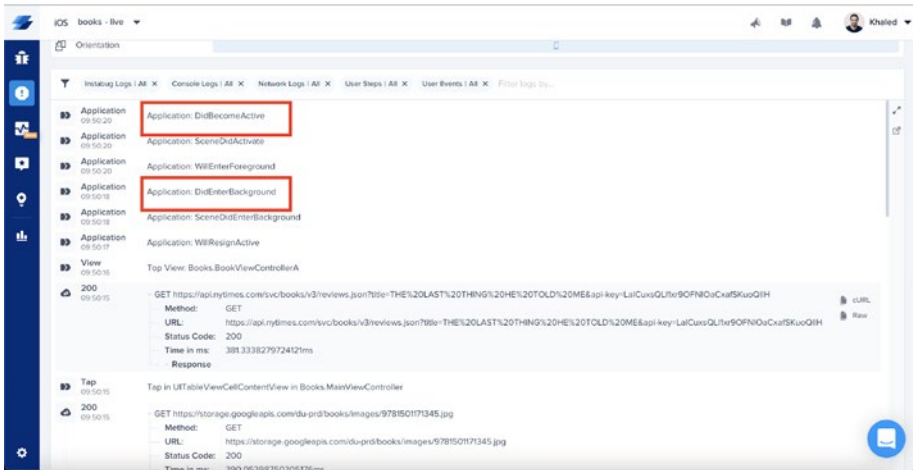 iOS books - live
Khaled
Orientation
Instabug Logs | All × Console Logs | All × Network Logs | All × User Steps | All × User Events | All × Filter logs by...
Application
09:50:20
Application: DidBecomeActive
Application
09:50:20
Application: SceneDidActivate
Application
09:50:20
Application: WillEnterForeground
Application
09:50:18
Application: DidEnterBackground
Application
09:50:18
Application: SceneDidEnterBackground
Application
09:50:17
Application: WillResignActive
View
09:50:16
Top View: Books.BookViewControllerA
200
09:50:15
GET https://api.nytimes.com/svc/books/v3/reviews.json?title=THE%20LAST%20THING%20HE%20TOLD%20ME&api-key=
cURL
Raw
Method: GET
URL: https://api.nytimes.com/svc/books/v3/reviews.json?title=THE%20LAST%20THING%20HE%20TOLD%20ME&api-key=
Status Code: 200
Time in ms: 381.3338279724121ms
Response
Tap
09:50:15
Tap in UITableViewCellContentView in Books.MainViewController
200
09:50:15
GET https://storage.googleapis.com/du-prd/books/images/9781501171345.jpg
Method: GET
URL: https://storage.googleapis.com/du-prd/books/images/9781501171345.jpg
Status Code: 200
Time in ms: